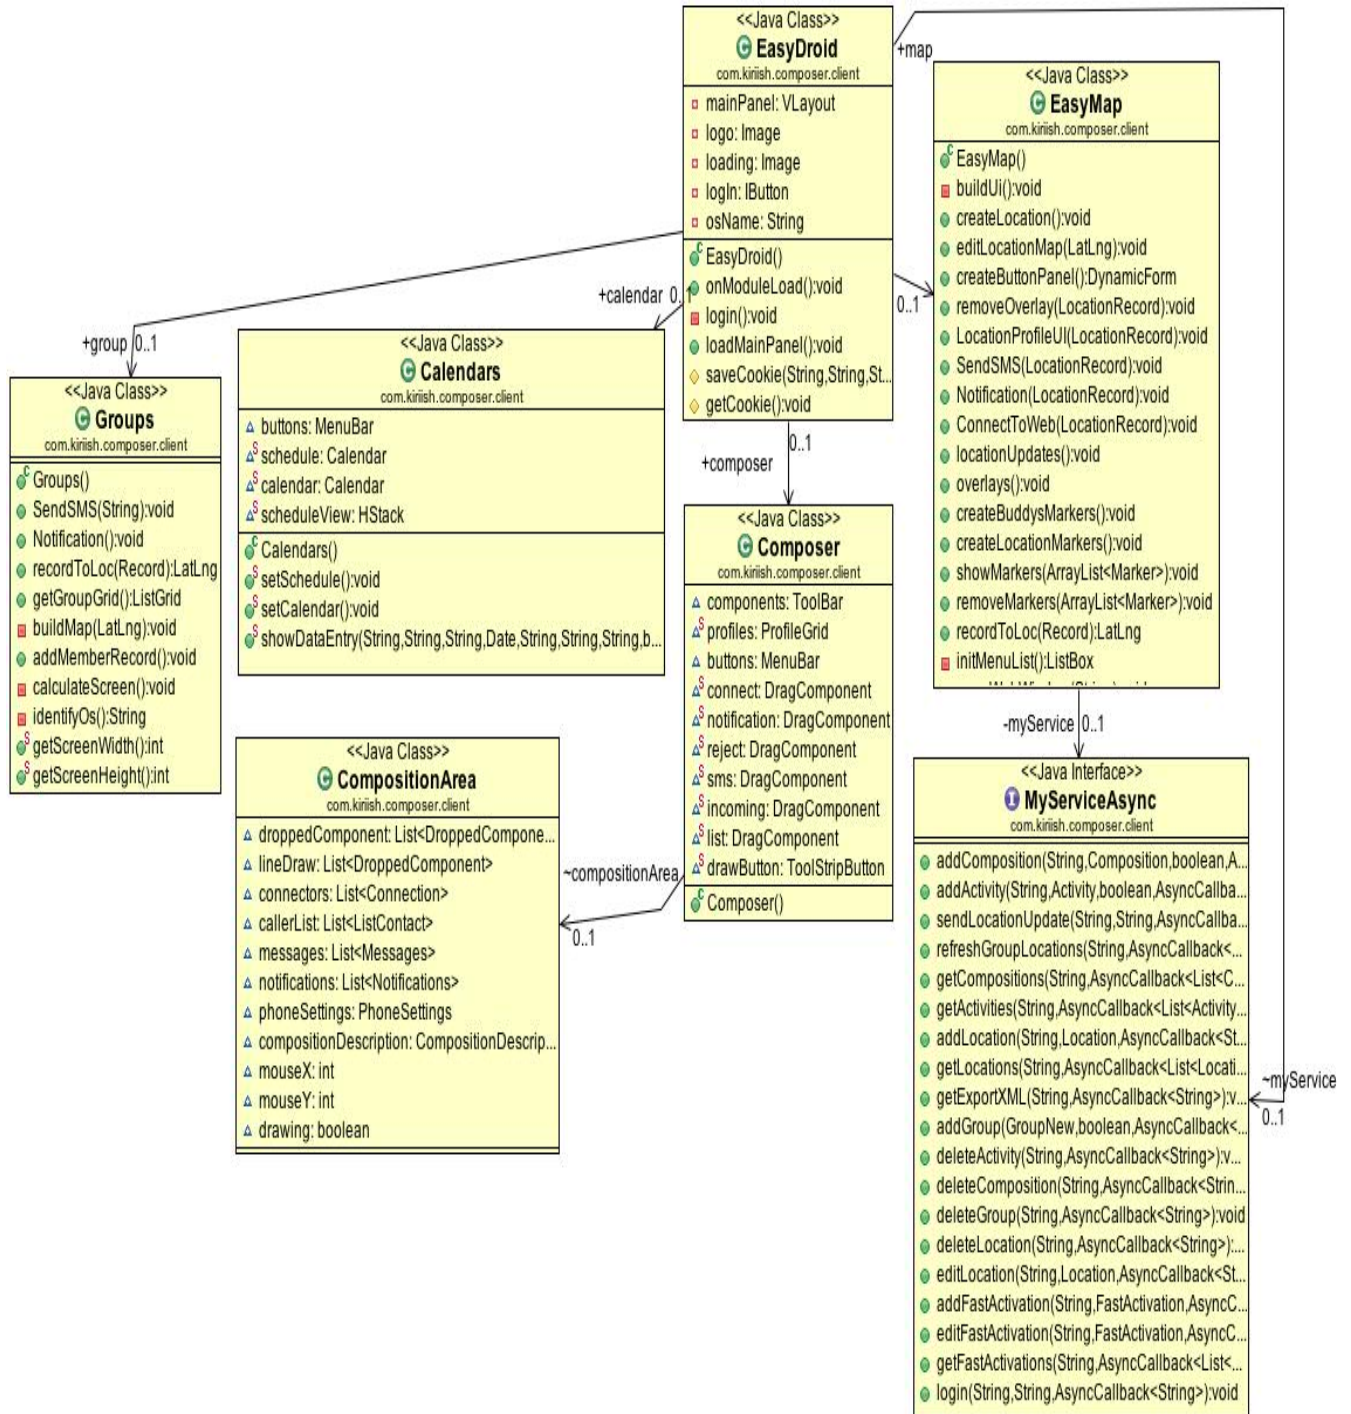 <<Java Class>>
EasyDroid
com.kiriish.composer.client
mainPanel: VLayout
logo: Image
loading: Image
logIn: IButton
osName: String
EasyDroid()
onModuleLoad():void
login():void
loadMainPanel():void
saveCookie(String,String,St...
getCookie():void
+map
<<Java Class>>
EasyMap
com.kiriish.composer.client
EasyMap()
buildUi():void
createLocation():void
editLocationMap(LatLng):void
createButtonPanel():DynamicForm
removeOverlay(LocationRecord):void
LocationProfileUI(LocationRecord):void
SendSMS(LocationRecord):void
Notification(LocationRecord):void
ConnectToWeb(LocationRecord):void
locationUpdates():void
overlays():void
createBuddysMarkers():void
createLocationMarkers():void
showMarkers(ArrayList<Marker>):void
removeMarkers(ArrayList<Marker>):void
recordToLoc(Record):LatLng
initMenuList():ListBox
0..1
+calendar 0..1
+group 0..1
<<Java Class>>
Groups
com.kiriish.composer.client
Groups()
SendSMS(String):void
Notification():void
recordToLoc(Record):LatLng
getGroupGrid():ListGrid
buildMap(LatLng):void
addMemberRecord():void
calculateScreen():void
identifyOs():String
getScreenWidth():int
getScreenHeight():int
<<Java Class>>
Calendars
com.kiriish.composer.client
buttons: MenuBar
schedule: Calendar
calendar: Calendar
scheduleView: HStack
Calendars()
setSchedule():void
setCalendar():void
showDataEntry(String,String,String,Date,String,String,String,b...
0..1
+composer
<<Java Class>>
Composer
com.kiriish.composer.client
components: ToolBar
profiles: ProfileGrid
buttons: MenuBar
connect: DragComponent
notification: DragComponent
reject: DragComponent
sms: DragComponent
incoming: DragComponent
list: DragComponent
drawButton: ToolStripButton
Composer()
~compositionArea
0..1
<<Java Class>>
CompositionArea
com.kiriish.composer.client
droppedComponent: List<DroppedCompone...
lineDraw: List<DroppedComponent>
connectors: List<Connection>
callerList: List<ListContact>
messages: List<Messages>
notifications: List<Notifications>
phoneSettings: PhoneSettings
compositionDescription: CompositionDescrip...
mouseX: int
mouseY: int
drawing: boolean
-myService 0..1
<<Java Interface>>
MyServiceAsync
com.kiriish.composer.client
addComposition(String,Composition,boolean,A...
addActivity(String,Activity,boolean,AsyncCallba...
sendLocationUpdate(String,String,AsyncCallba...
refreshGroupLocations(String,AsyncCallback<...
getCompositions(String,AsyncCallback<List<C...
getActivities(String,AsyncCallback<List<Activity...
addLocation(String,Location,AsyncCallback<St...
getLocations(String,AsyncCallback<List<Locati...
getExportXML(String,AsyncCallback<String>):v...
addGroup(GroupNew,boolean,AsyncCallback<...
deleteActivity(String,AsyncCallback<String>):v...
deleteComposition(String,AsyncCallback<Strin...
deleteGroup(String,AsyncCallback<String>):void
deleteLocation(String,AsyncCallback<String>):...
editLocation(String,Location,AsyncCallback<St...
addFastActivation(String,FastActivation,AsyncC...
editFastActivation(String,FastActivation,AsyncC...
getFastActivations(String,AsyncCallback<List<...
login(String,String,AsyncCallback<String>):void
~myService
0..1